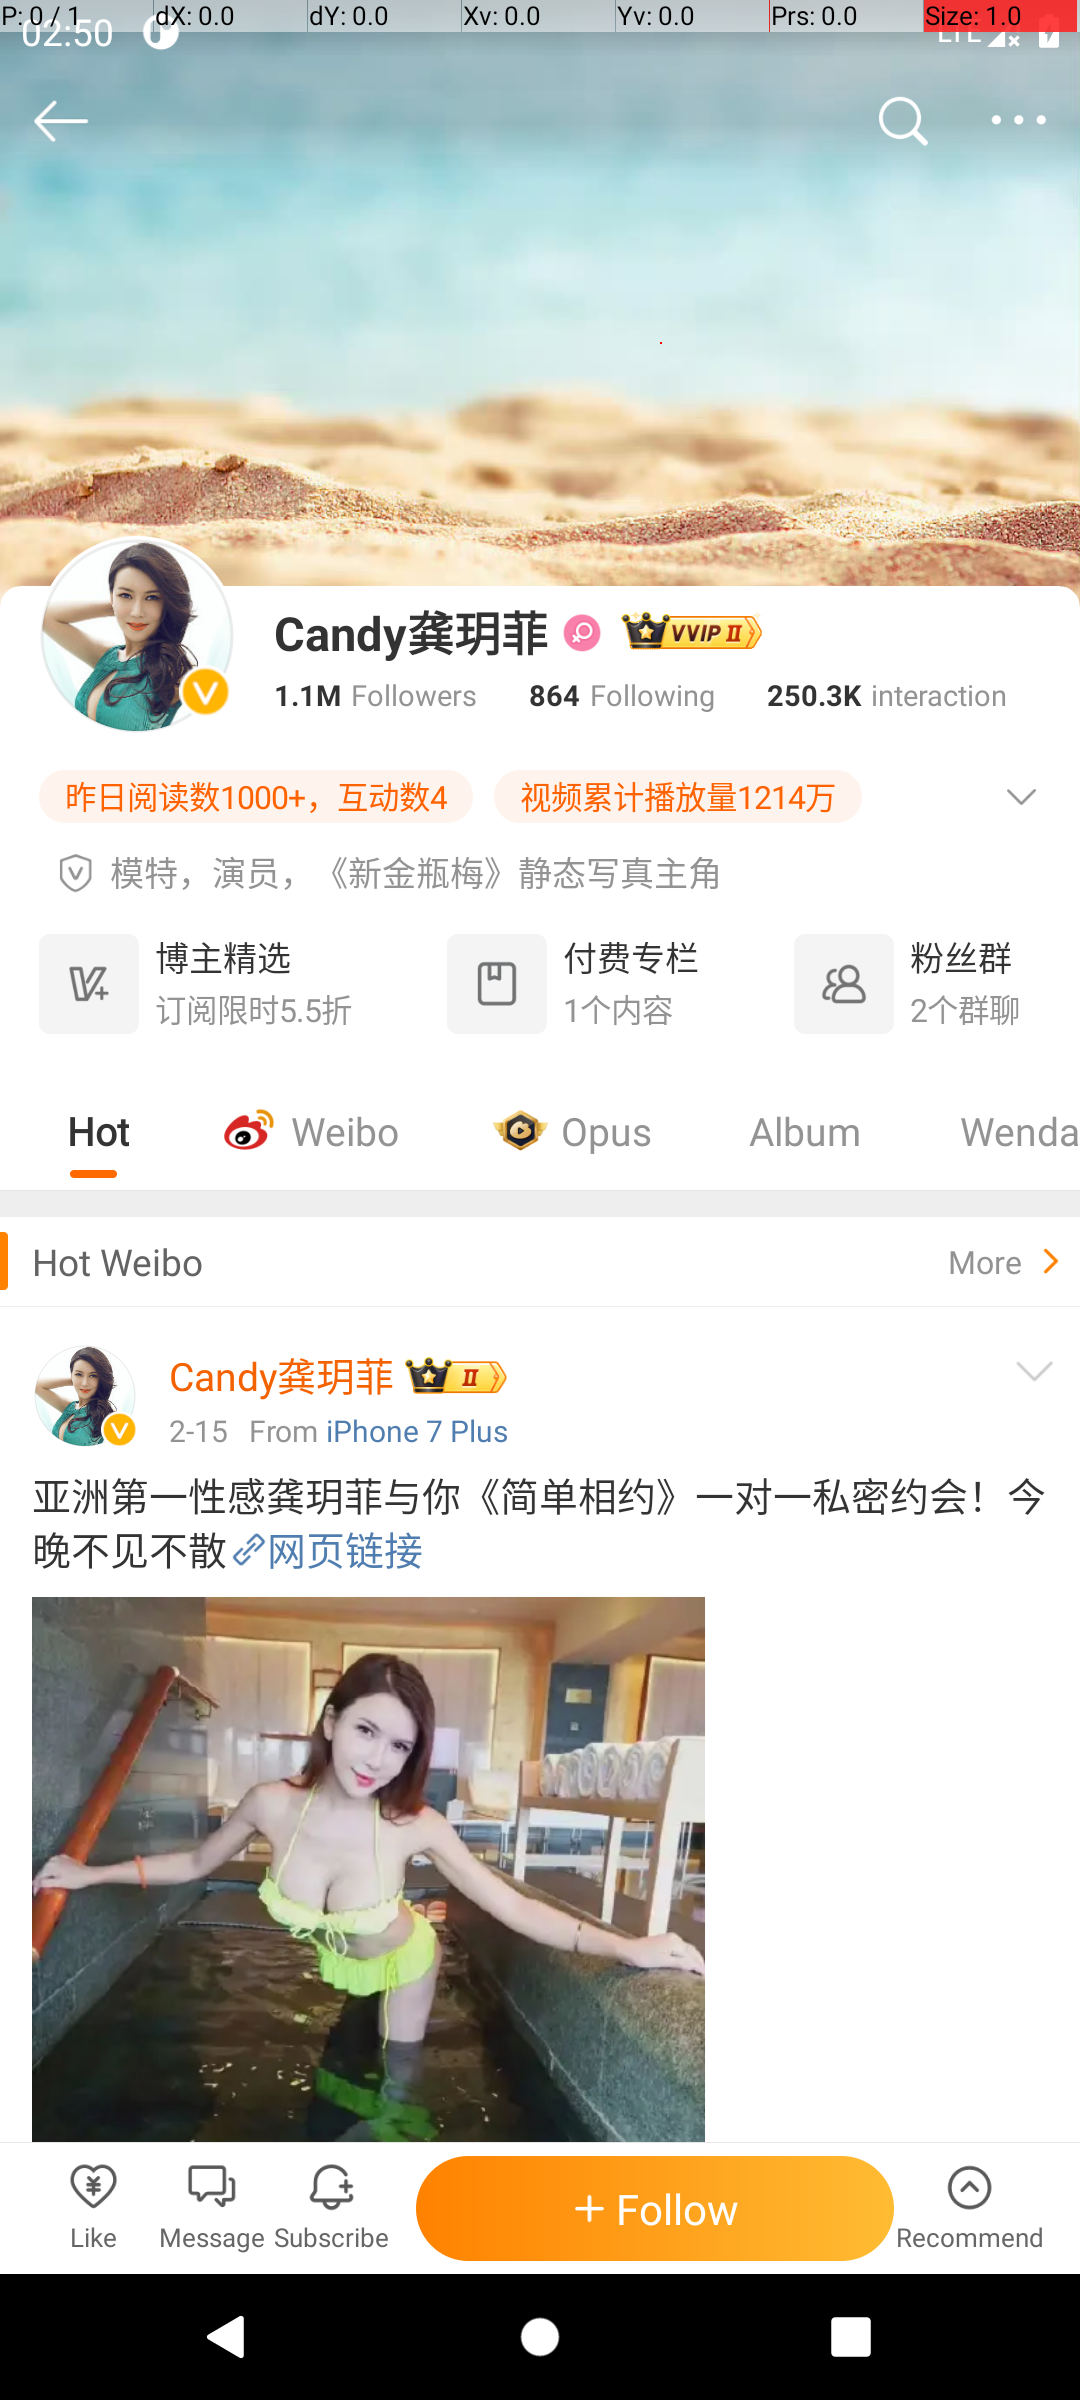 P: 0 / 1 dX: 0.0 dY: 0.0 Xv: 0.0 Yv: 0.0 Prs: 0.0 Size: 1.0
02:50 LTE
Candy龚玥菲 VVIP II
1.1M Followers 864 Following 250.3K interaction
昨日阅读数1000+，互动数4 视频累计播放量1214万
模特，演员，《新金瓶梅》静态写真主角
博主精选 付费专栏 粉丝群
订阅限时5.5折 1个内容 2个群聊
Hot Weibo Opus Album Wenda
Hot Weibo More
Candy龚玥菲 II
2-15 From iPhone 7 Plus
亚洲第一性感龚玥菲与你《简单相约》一对一私密约会！今
晚不见不散网页链接
+ Follow
Like Message Subscribe Recommend